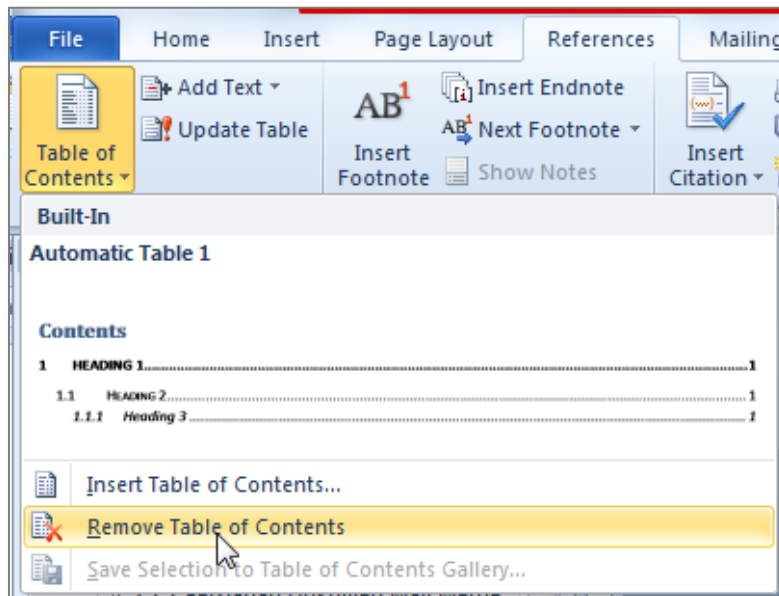 File Home Insert Page Layout References Mailing
Add Text
Update Table
Table of
Contents
AB1
Insert
Footnote
Insert Endnote
AB1 Next Footnote
Show Notes
Insert
Citation
Built-In
Automatic Table 1
Contents
1 HEADING 1 1
1.1 HEADING 2 1
1.1.1 Heading 3 1
Insert Table of Contents...
Remove Table of Contents
Save Selection to Table of Contents Gallery...